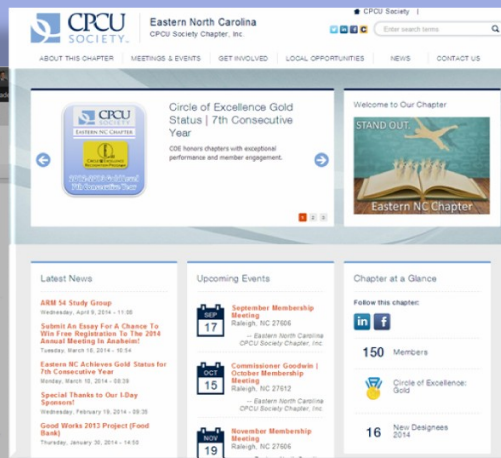 CPCU Society |
CPCU
SOCIETY
Eastern North Carolina
CPCU Society Chapter, Inc.
Enter search terms
ABOUT THIS CHAPTER
MEETINGS & EVENTS
GET INVOLVED
LOCAL OPPORTUNITIES
NEWS
CONTACT US
CPCU
SOCIETY
EASTERN NC CHAPTER
7th Consecutive Year
Circle of Excellence Gold
Status | 7th Consecutive
Year
COE honors chapters with exceptional
performance and member engagement.
1 2 3
Welcome to Our Chapter
STAND OUT.
Eastern NC Chapter
Latest News
ARM 54 Study Group
Wednesday, April 9, 2014 - 11:00
Submit An Essay For A Chance To
Win Free Registration To The 2014
Annual Meeting In Anaheim!
Tuesday, March 18, 2014 - 10:54
Eastern NC Achieves Gold Status for
7th Consecutive Year
Monday, March 10, 2014 - 08:39
Special Thanks to Our I-Day
Sponsors!
Wednesday, February 19, 2014 - 09:35
Good Works 2013 Project (Food
Bank)
Thursday, January 30, 2014 - 14:50
Upcoming Events
SEP
17
September Membership
Meeting
Raleigh, NC 27606
— Eastern North Carolina
CPCU Society Chapter, Inc.
OCT
15
Commissioner Goodwin |
October Membership
Meeting
Raleigh, NC 27612
— Eastern North Carolina
CPCU Society Chapter, Inc.
NOV
19
November Membership
Meeting
Raleigh, NC 27606
— Eastern North Carolina
Chapter at a Glance
Follow this chapter:
150 Members
Circle of Excellence:
Gold
16 New Designees
2014